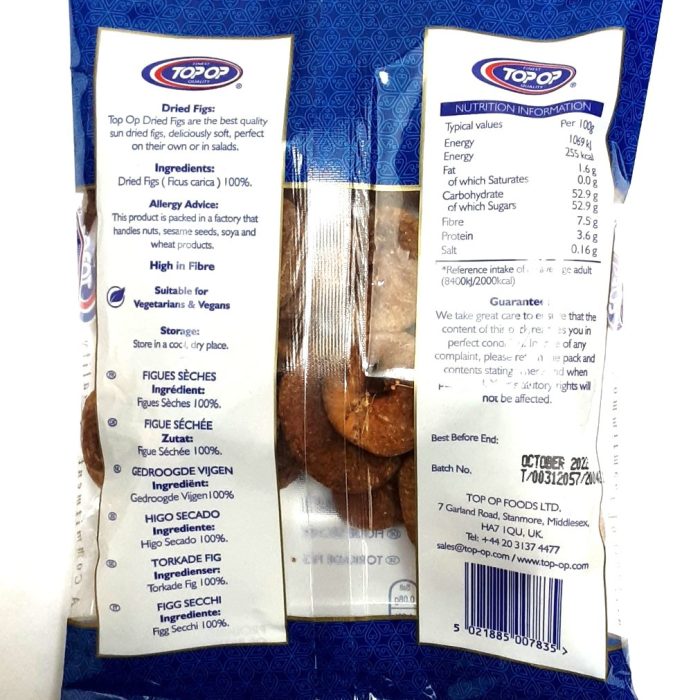 FINEST
TOP OP
QUALITY
®
Dried Figs:
Top Op Dried Figs are the best quality
sun dried figs, deliciously soft, perfect
on their own or in salads.
Ingredients:
Dried Figs ( Ficus carica ) 100%.
Allergy Advice:
This product is packed in a factory that
handles nuts, sesame seeds, soya and
wheat products.
High in Fibre
Suitable for
Vegetarians & Vegans
Storage:
Store in a cool, dry place.
FIGUES SÈCHES
Ingrédient:
Figues Sèches 100%.
FIGUE SÉCHÉE
Zutat:
Figue Séchée 100%.
GEDROOGDE VIJGEN
Ingrediënt:
Gedroogde Vijgen100%
HIGO SECADO
Ingrediente:
Higo Secado 100%.
TORKADE FIG
Ingredienser:
Torkade Fig 100%.
FIGG SECCHI
Ingrediente:
Figg Secchi 100%.
FINEST
TOP OP
QUALITY
®
NUTRITION INFORMATION
Typical values Per 100g
Energy 1069kJ
Energy 255 kcal
Fat 1.6 g
of which Saturates 0.0 g
Carbohydrate 52.9 g
of which Sugars 52.9 g
Fibre 7.5 g
Protein 3.6 g
Salt 0.16 g
*Reference intake of adult
(8400kJ/2000kcal)
Guarantee
We take great care to that the
content of this you in
perfect of any
complaint, please pack and
contents stating and when
rights will
not be affected.
Best Before End:
OCTOBER
Batch No.
TOP OP FOODS LTD.
7 Garland Road, Stanmore, Middlesex,
HA7 1QU, UK.
Tel: +44 20 3137 4477
sales@top-op.com / www.top-op.com
5 021885 007835 >